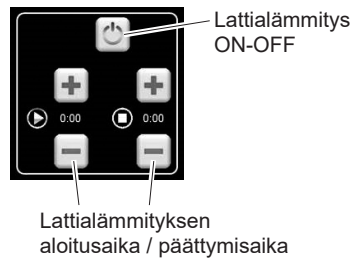 Lattialämmitys
ON-OFF
0:00 0:00
Lattialämmityksen
aloitusaika / päättymisaika